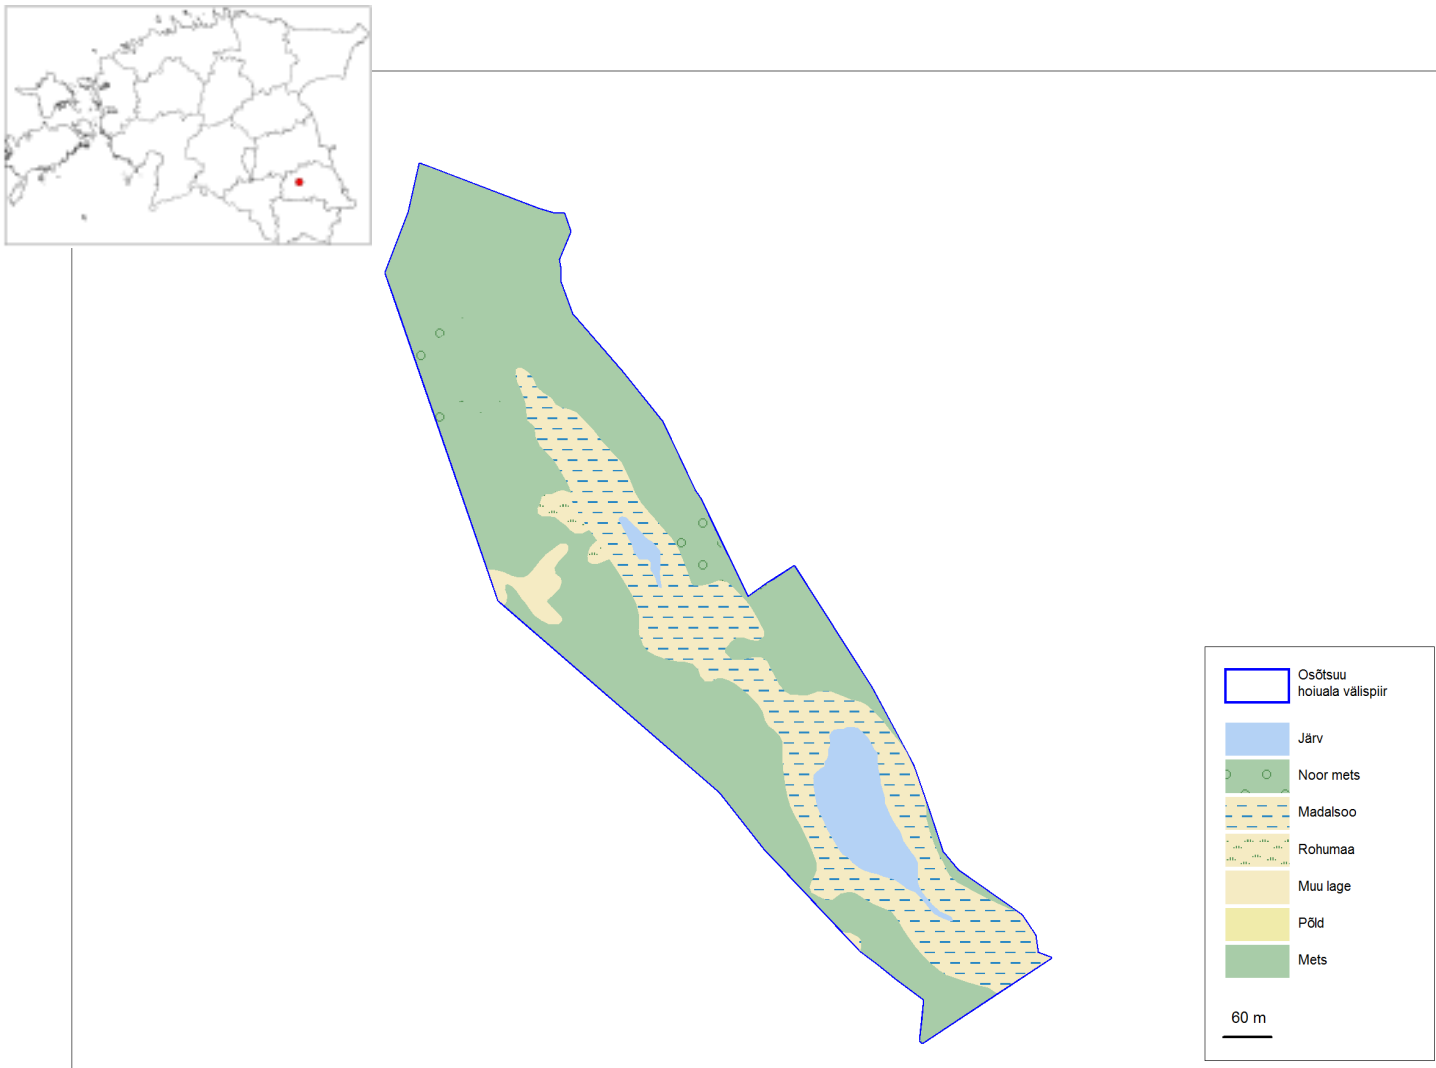 Osõtsuu
hoiuala välispiir
Järv
Noor mets
Madalsoo
Rohumaa
Muu lage
Põld
Mets
60 m